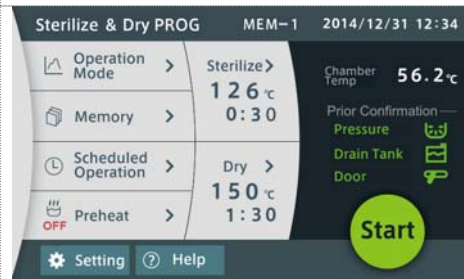 Sterilize & Dry PROG MEM-1 2014/12/31 12:34
Operation
Mode >
Memory >
Scheduled
Operation >
OFF Preheat >
Sterilize>
126℃
0:30
Dry >
150℃
1:30
Chamber
Temp 56.2℃
Prior Confirmation
Pressure
Drain Tank
Door
Start
Setting ? Help